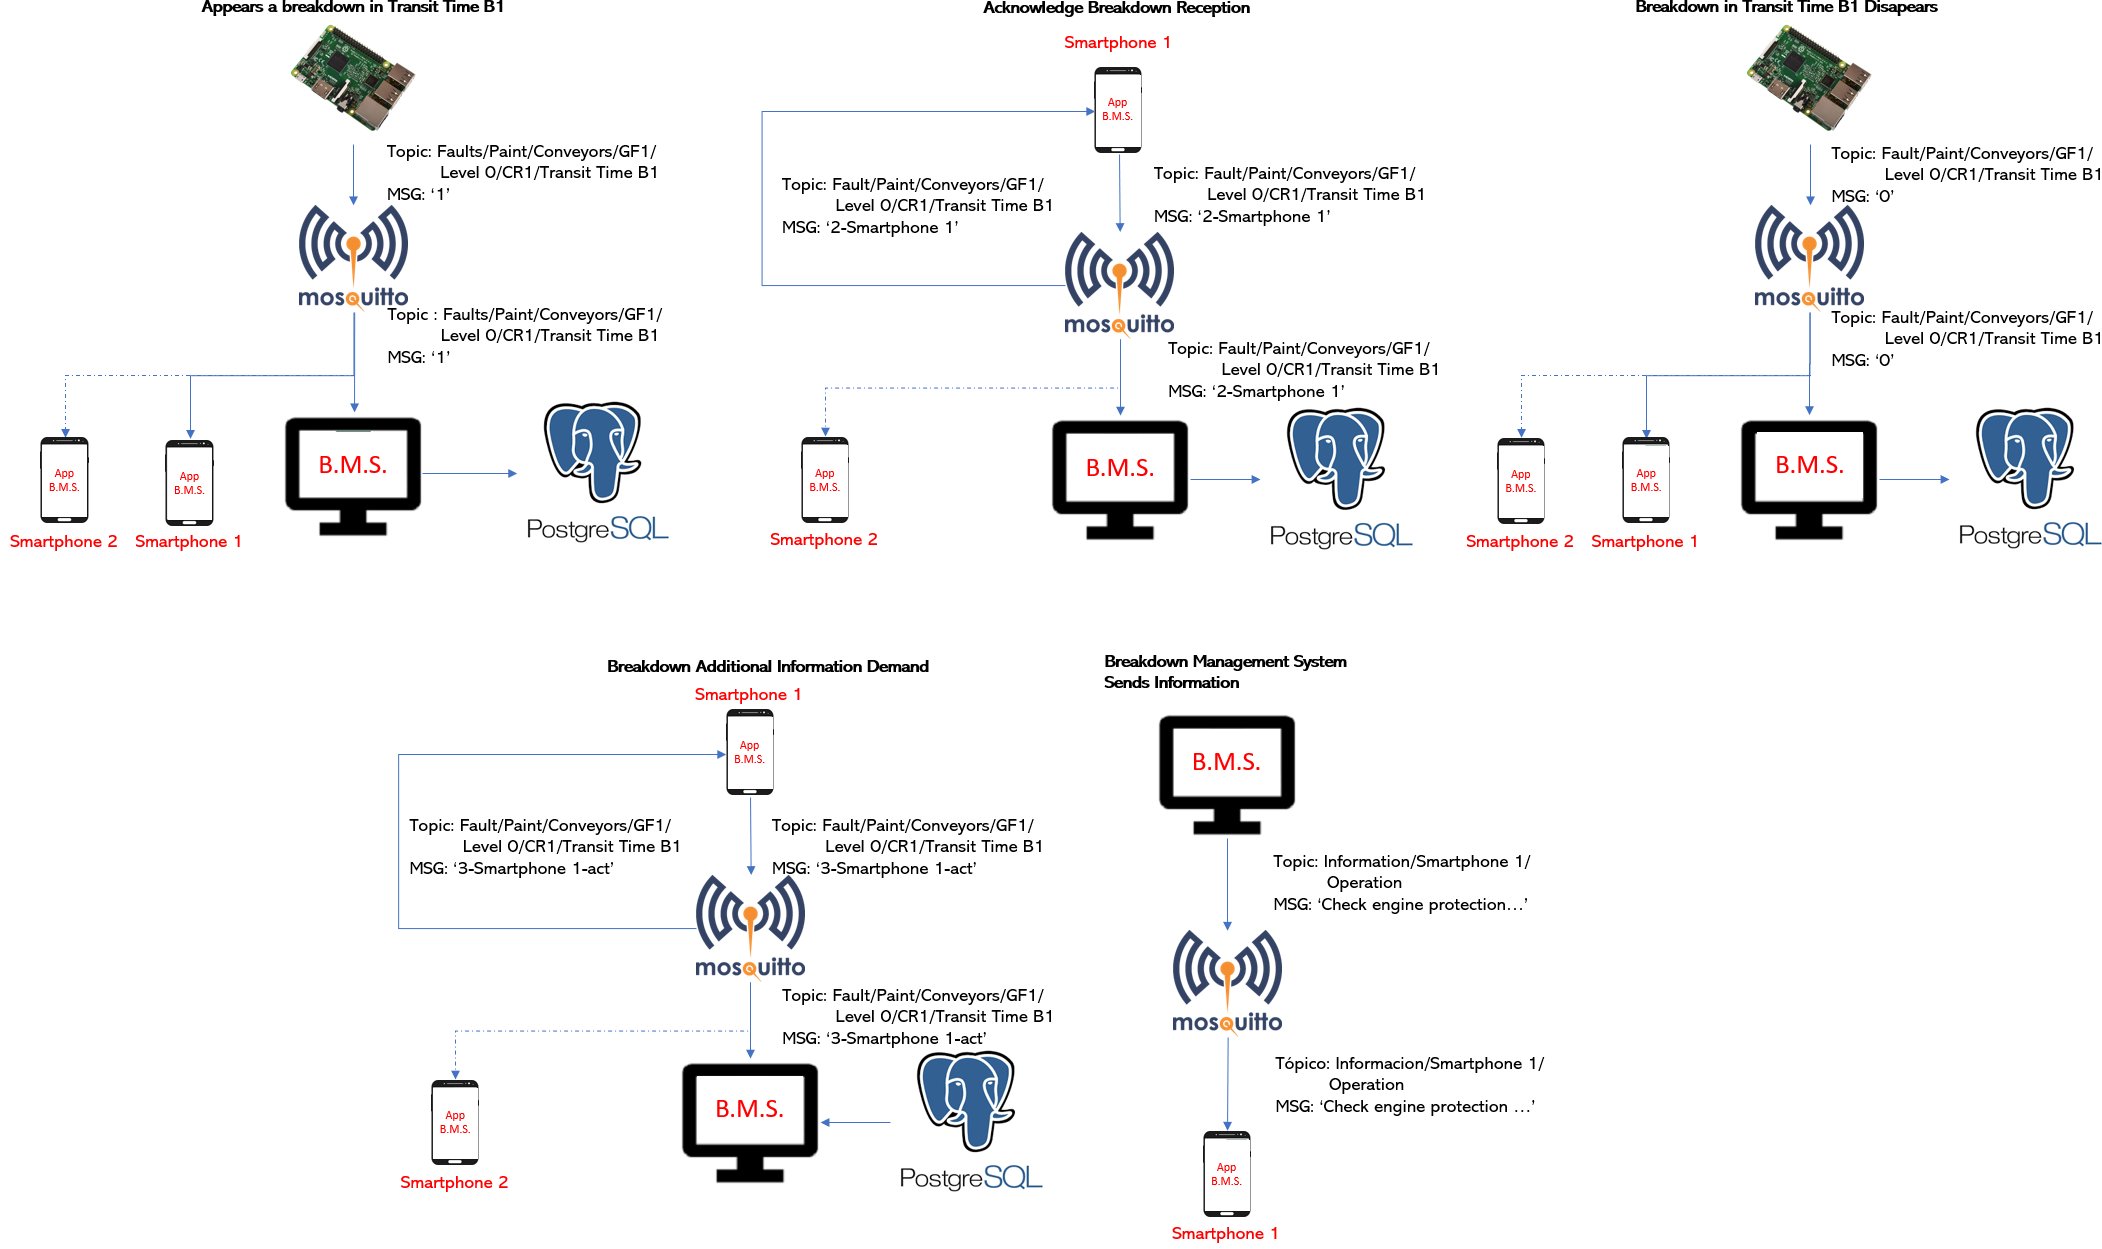 Appears a breakdown in Transit Time B1
Topic: Faults/Paint/Conveyors/GF1/
Level 0/CR1/Transit Time B1
MSG: ‘1’
mosquitto
Topic : Faults/Paint/Conveyors/GF1/
Level 0/CR1/Transit Time B1
MSG: ‘1’
App
B.M.S.
Smartphone 2
App
B.M.S.
Smartphone 1
B.M.S.
PostgreSQL
Acknowledge Breakdown Reception
Smartphone 1
App
B.M.S.
Topic: Fault/Paint/Conveyors/GF1/
Level 0/CR1/Transit Time B1
MSG: ‘2-Smartphone 1’
Topic: Fault/Paint/Conveyors/GF1/
Level 0/CR1/Transit Time B1
MSG: ‘2-Smartphone 1’
mosquitto
Topic: Fault/Paint/Conveyors/GF1/
Level 0/CR1/Transit Time B1
MSG: ‘2-Smartphone 1’
App
B.M.S.
Smartphone 2
B.M.S.
PostgreSQL
Breakdown in Transit Time B1 Disapears
Topic: Fault/Paint/Conveyors/GF1/
Level 0/CR1/Transit Time B1
MSG: ‘0’
mosquitto
Topic: Fault/Paint/Conveyors/GF1/
Level 0/CR1/Transit Time B1
MSG: ‘0’
App
B.M.S.
Smartphone 2
App
B.M.S.
Smartphone 1
B.M.S.
PostgreSQL
Breakdown Additional Information Demand
Smartphone 1
App
B.M.S.
Topic: Fault/Paint/Conveyors/GF1/
Level 0/CR1/Transit Time B1
MSG: ‘3-Smartphone 1-act’
Topic: Fault/Paint/Conveyors/GF1/
Level 0/CR1/Transit Time B1
MSG: ‘3-Smartphone 1-act’
mosquitto
Topic: Fault/Paint/Conveyors/GF1/
Level 0/CR1/Transit Time B1
MSG: ‘3-Smartphone 1-act’
App
B.M.S.
Smartphone 2
B.M.S.
PostgreSQL
Breakdown Management System
Sends Information
B.M.S.
Topic: Information/Smartphone 1/
Operation
MSG: ‘Check engine protection…’
mosquitto
Tópico: Informacion/Smartphone 1/
Operation
MSG: ‘Check engine protection …’
App
B.M.S.
Smartphone 1